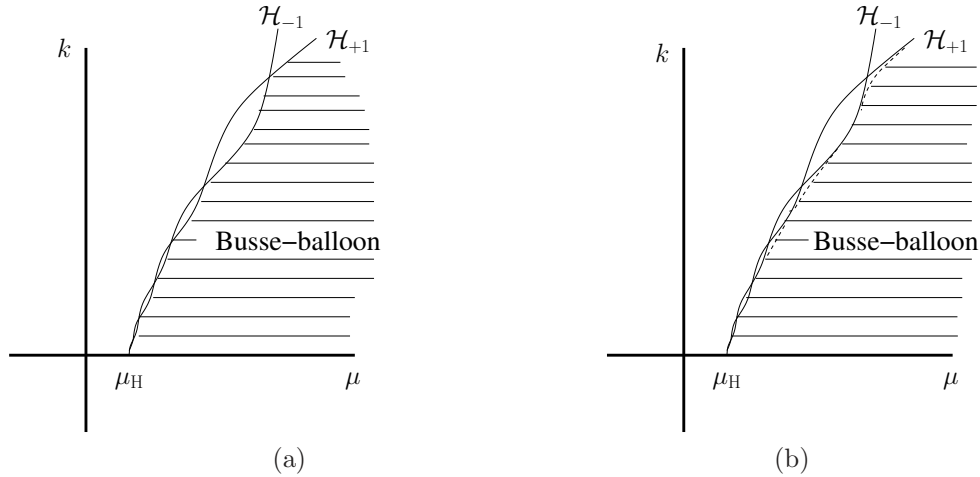 k
ℋ₋₁
ℋ₊₁
Busse−balloon
μ_H
μ
(a)
k
ℋ₋₁
ℋ₊₁
Busse−balloon
μ_H
μ
(b)